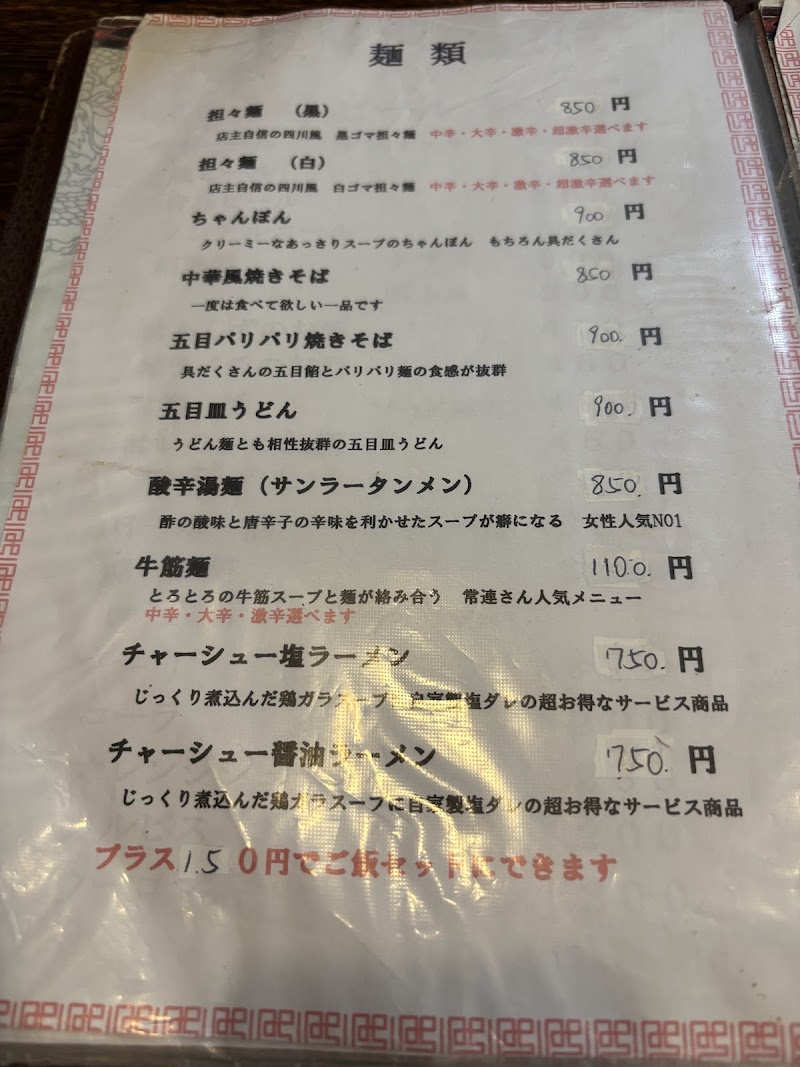 麺 類
担々麺 （黒） 850 円
店主自信の四川風 黒ゴマ担々麺 中辛・大辛・激辛・超激辛選べます
担々麺 （白） 850 円
店主自信の四川風 白ゴマ担々麺 中辛・大辛・激辛・超激辛選べます
ちゃんぽん 900 円
クリーミーなあっさりスープのちゃんぽん もちろん具だくさん
中華風焼きそば 850 円
一度は食べて欲しい一品です
五目バリバリ焼きそば 900. 円
具だくさんの五目餡とバリバリ麺の食感が抜群
五目皿うどん 900. 円
うどん麺とも相性抜群の五目皿うどん
酸辛湯麺（サンラータンメン） 850. 円
酢の酸味と唐辛子の辛味を利かせたスープが癖になる 女性人気NO1
牛筋麺 1100. 円
とろとろの牛筋スープと麺が絡み合う 常連さん人気メニュー
中辛・大辛・激辛選べます
チャーシュー塩ラーメン 750. 円
じっくり煮込んだ鶏ガラスープに自家製塩ダレの超お得なサービス商品
チャーシュー醤油ラーメン 750. 円
じっくり煮込んだ鶏ガラスープに自家製塩ダレの超お得なサービス商品
プラス1.50円でご飯セットにできます